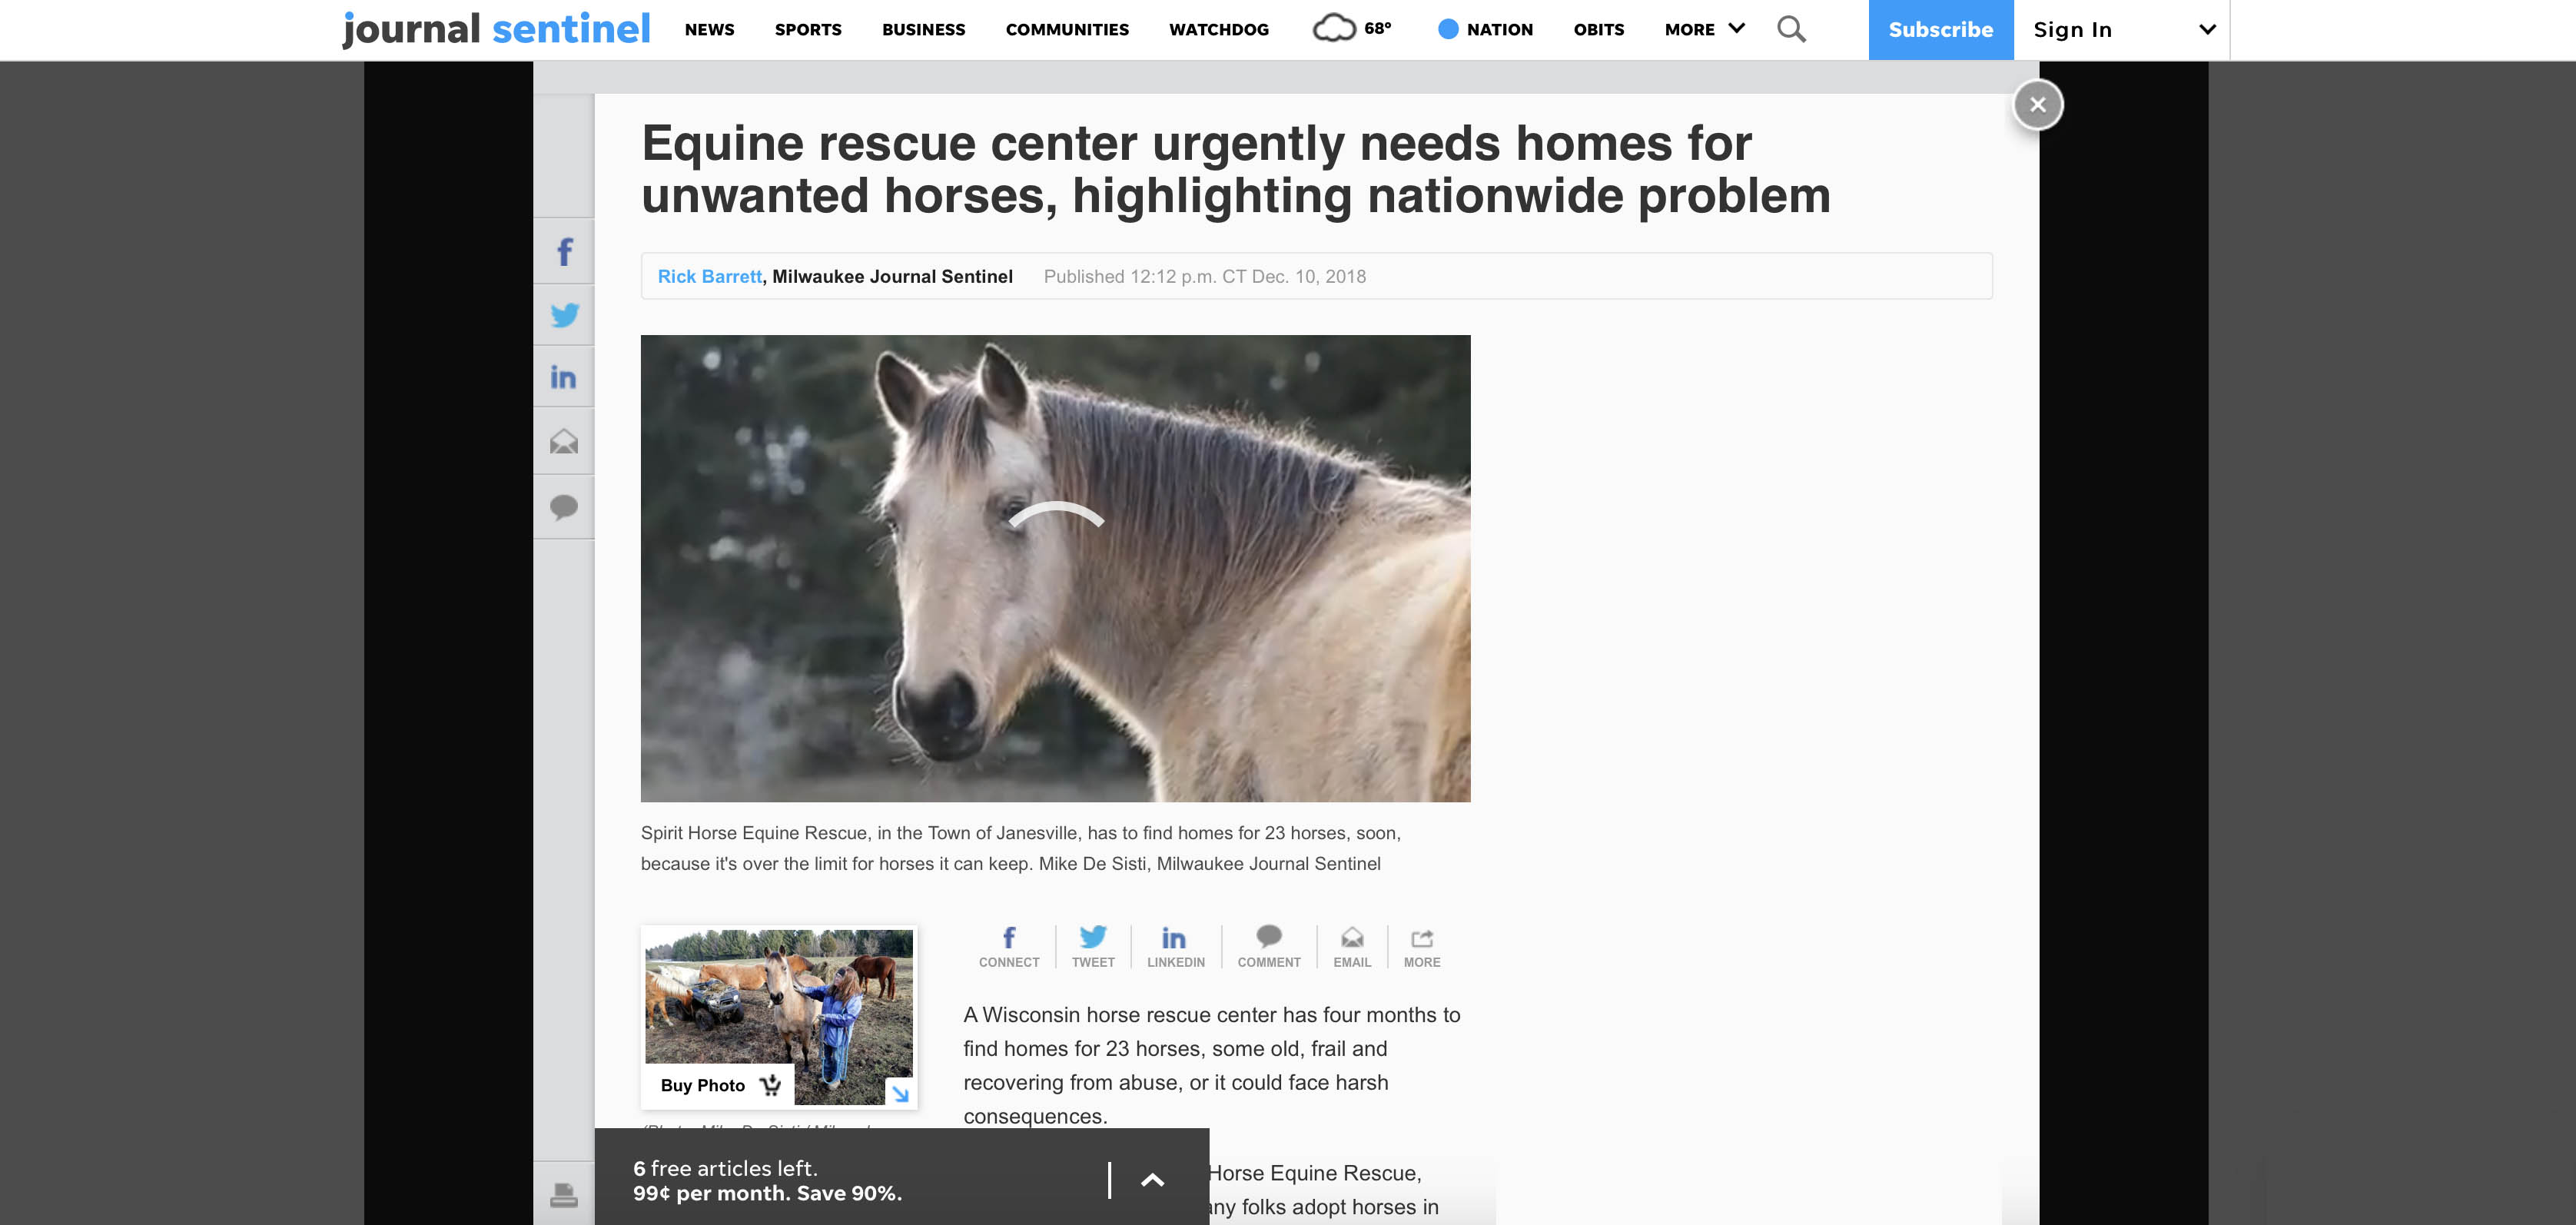 journal sentinel NEWS SPORTS BUSINESS COMMUNITIES WATCHDOG 68° NATION OBITS MORE Subscribe Sign In
Equine rescue center urgently needs homes for
unwanted horses, highlighting nationwide problem
Rick Barrett, Milwaukee Journal Sentinel Published 12:12 p.m. CT Dec. 10, 2018
Spirit Horse Equine Rescue, in the Town of Janesville, has to find homes for 23 horses, soon,
because it's over the limit for horses it can keep. Mike De Sisti, Milwaukee Journal Sentinel
CONNECT TWEET LINKEDIN COMMENT EMAIL MORE
Buy Photo
A Wisconsin horse rescue center has four months to
find homes for 23 horses, some old, frail and
recovering from abuse, or it could face harsh
consequences.
Horse Equine Rescue,
folks adopt horses in
6 free articles left.
99¢ per month. Save 90%.